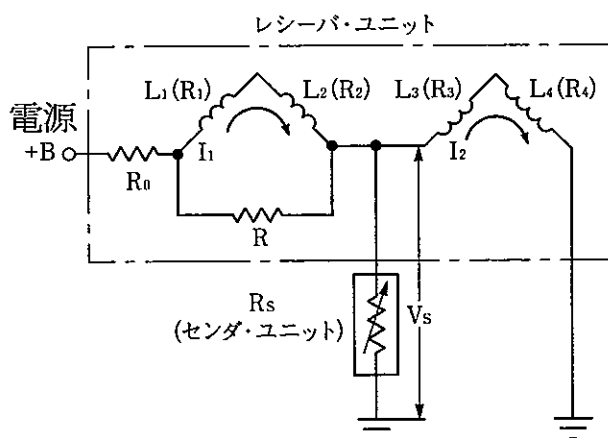 レシーバ・ユニット
L₁(R₁)
L₂(R₂)
L₃(R₃)
L₄(R₄)
電源
+B
R₀
I₁
I₂
R
Rs
(センダ・ユニット)
Vs